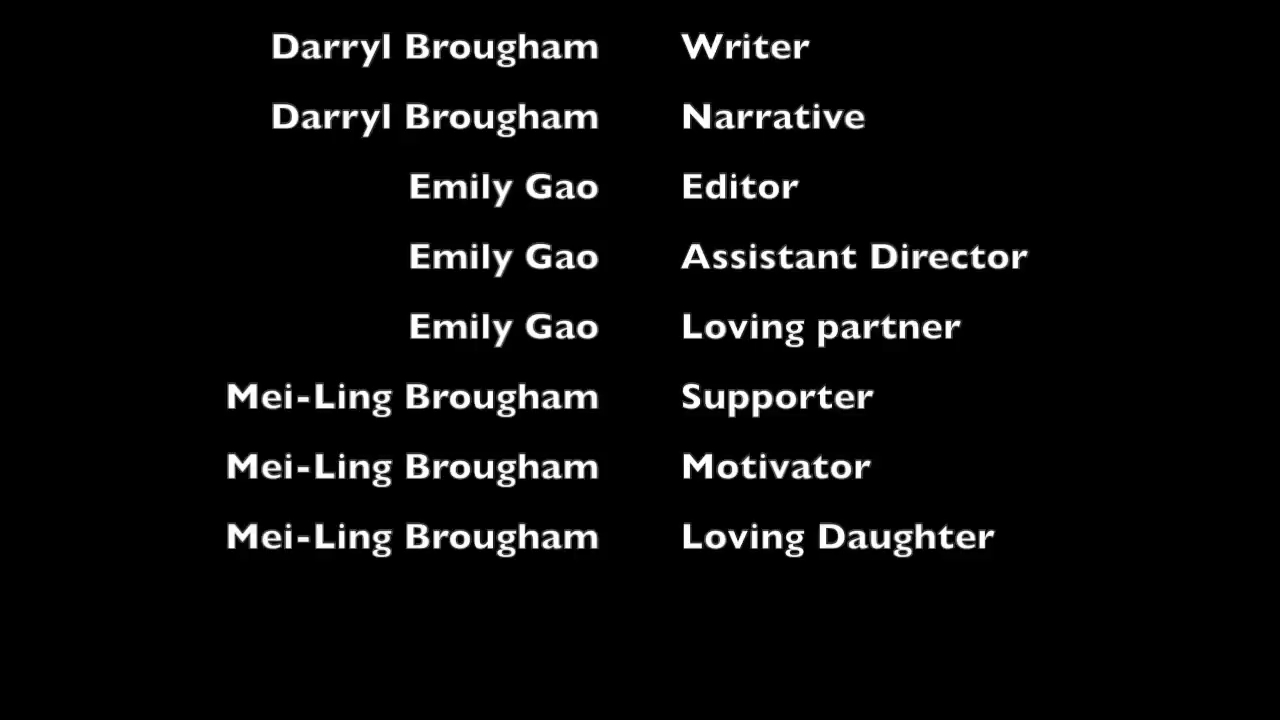 Darryl Brougham Writer
Darryl Brougham Narrative
Emily Gao Editor
Emily Gao Assistant Director
Emily Gao Loving partner
Mei-Ling Brougham Supporter
Mei-Ling Brougham Motivator
Mei-Ling Brougham Loving Daughter